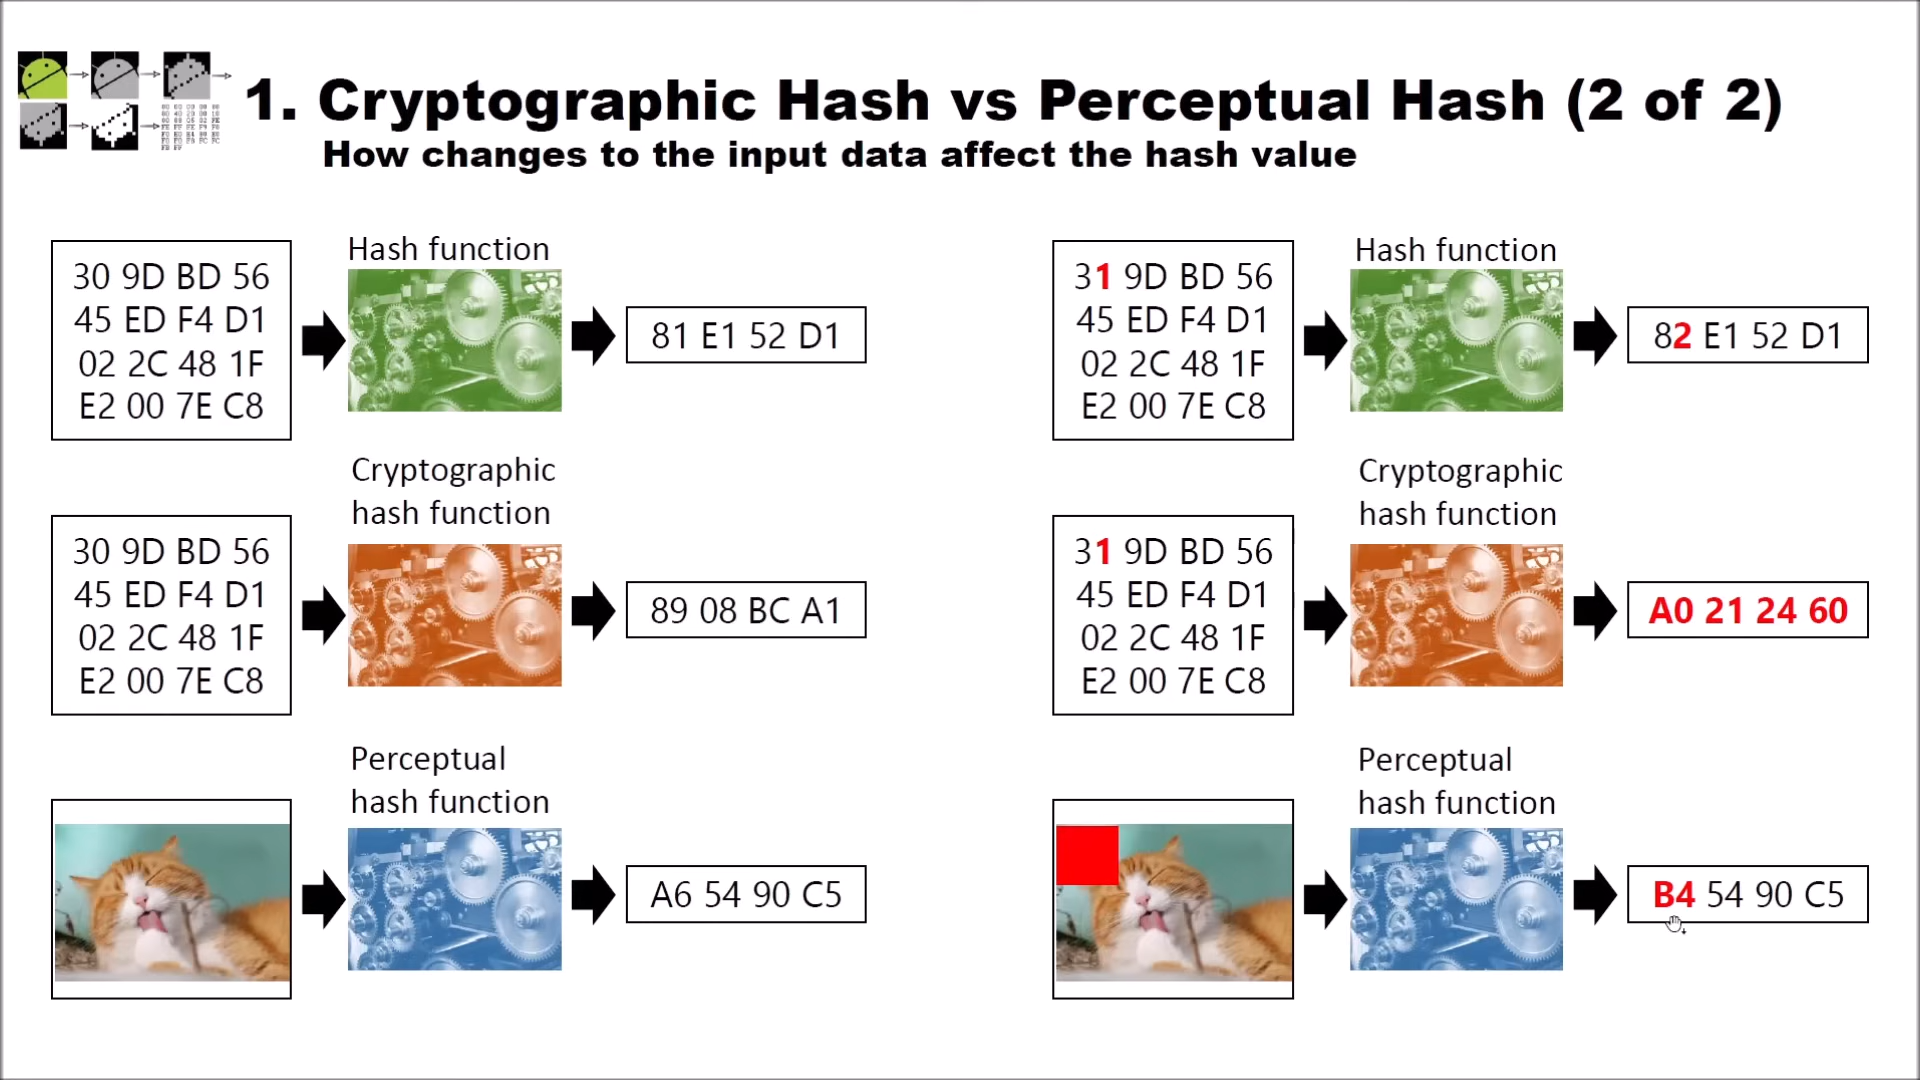 1. Cryptographic Hash vs Perceptual Hash (2 of 2)
How changes to the input data affect the hash value
Hash function
30 9D BD 56
45 ED F4 D1
02 2C 48 1F
E2 00 7E C8
81 E1 52 D1
Hash function
31 9D BD 56
45 ED F4 D1
02 2C 48 1F
E2 00 7E C8
82 E1 52 D1
Cryptographic
hash function
30 9D BD 56
45 ED F4 D1
02 2C 48 1F
E2 00 7E C8
89 08 BC A1
Cryptographic
hash function
31 9D BD 56
45 ED F4 D1
02 2C 48 1F
E2 00 7E C8
A0 21 24 60
Perceptual
hash function
A6 54 90 C5
Perceptual
hash function
B4 54 90 C5